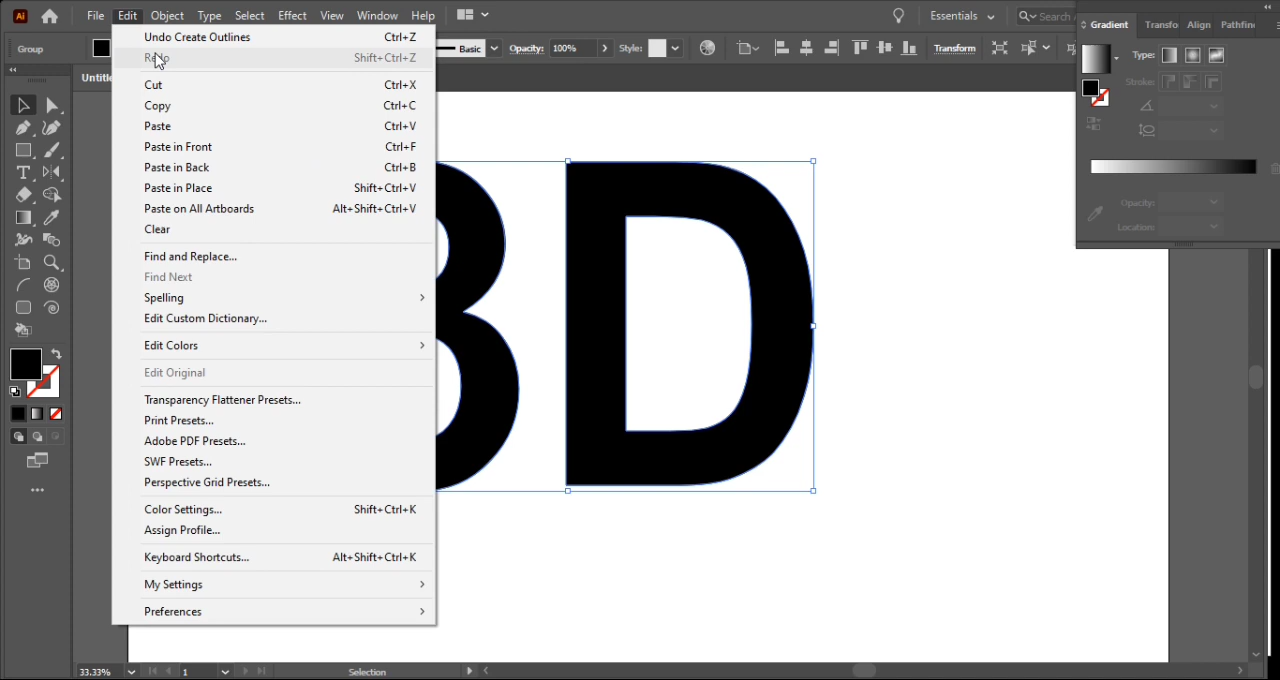 Ai File Edit Object Type Select Effect View Window Help Essentials Search
Gradient Transfo Align Pathfin
Group Basic Opacity: 100% Style: Transform
Type:
Untitle
Stroke:
Opacity:
Location:
Undo Create Outlines Ctrl+Z
Redo Shift+Ctrl+Z
Cut Ctrl+X
Copy Ctrl+C
Paste Ctrl+V
Paste in Front Ctrl+F
Paste in Back Ctrl+B
Paste in Place Shift+Ctrl+V
Paste on All Artboards Alt+Shift+Ctrl+V
Clear
Find and Replace...
Find Next
Spelling
Edit Custom Dictionary...
Edit Colors
Edit Original
Transparency Flattener Presets...
Print Presets...
Adobe PDF Presets...
SWF Presets...
Perspective Grid Presets...
Color Settings... Shift+Ctrl+K
Assign Profile...
Keyboard Shortcuts... Alt+Shift+Ctrl+K
My Settings
Preferences
D
33.33% 1 Selection